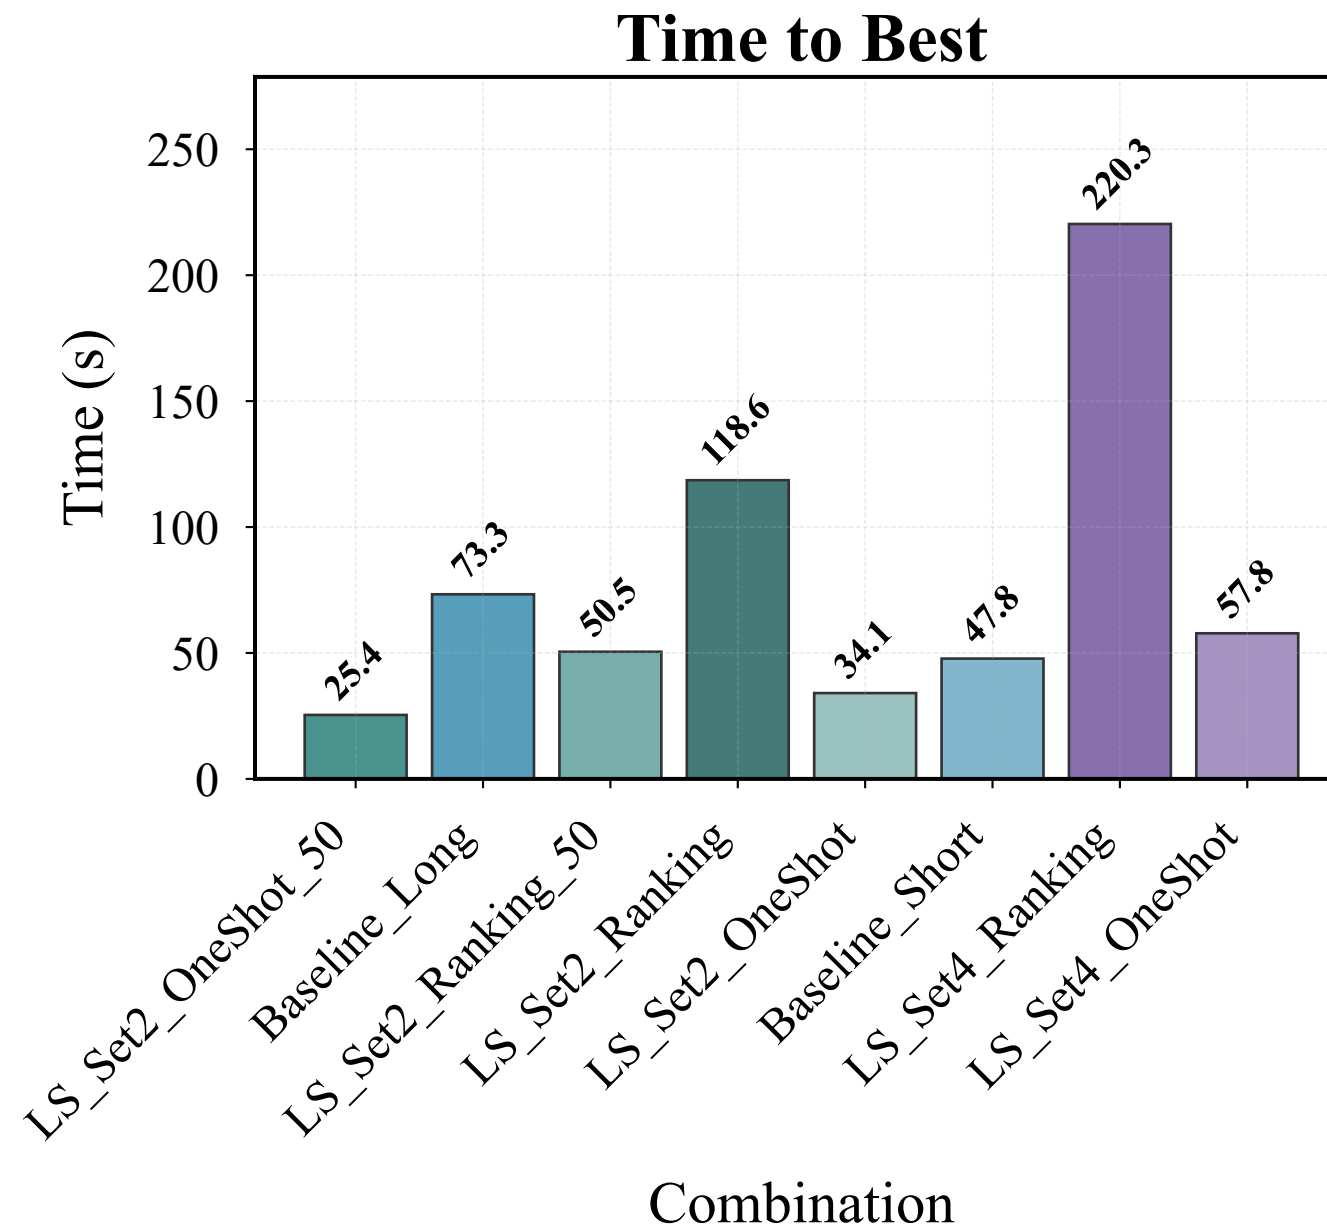 Time to Best
Time (s)
250
200
150
100
50
0
25.4
73.3
50.5
118.6
34.1
47.8
220.3
57.8
LS_Set2_OneShot_50
Baseline_Long
LS_Set2_Ranking_50
LS_Set2_Ranking
LS_Set2_OneShot
Baseline_Short
LS_Set4_Ranking
LS_Set4_OneShot
Combination